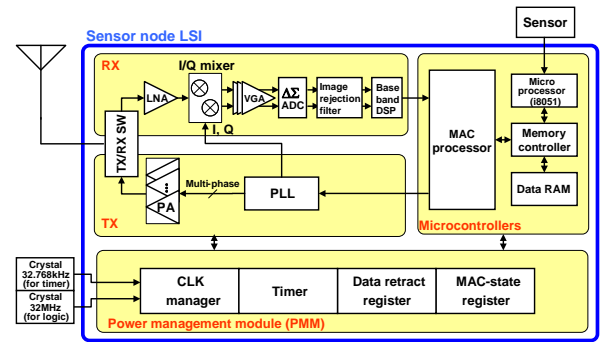 Sensor node LSI
Sensor
RX
I/Q mixer
LNA
VGA
ΔΣ
ADC
Image
rejection
filter
Base
band
DSP
I, Q
TX/RX SW
TX
PA
Multi-phase
PLL
MAC
processor
Micro
processor
(i8051)
Memory
controller
Data RAM
Microcontrollers
Crystal
32.768kHz
(for timer)
Crystal
32MHz
(for logic)
CLK
manager
Timer
Data retract
register
MAC-state
register
Power management module (PMM)